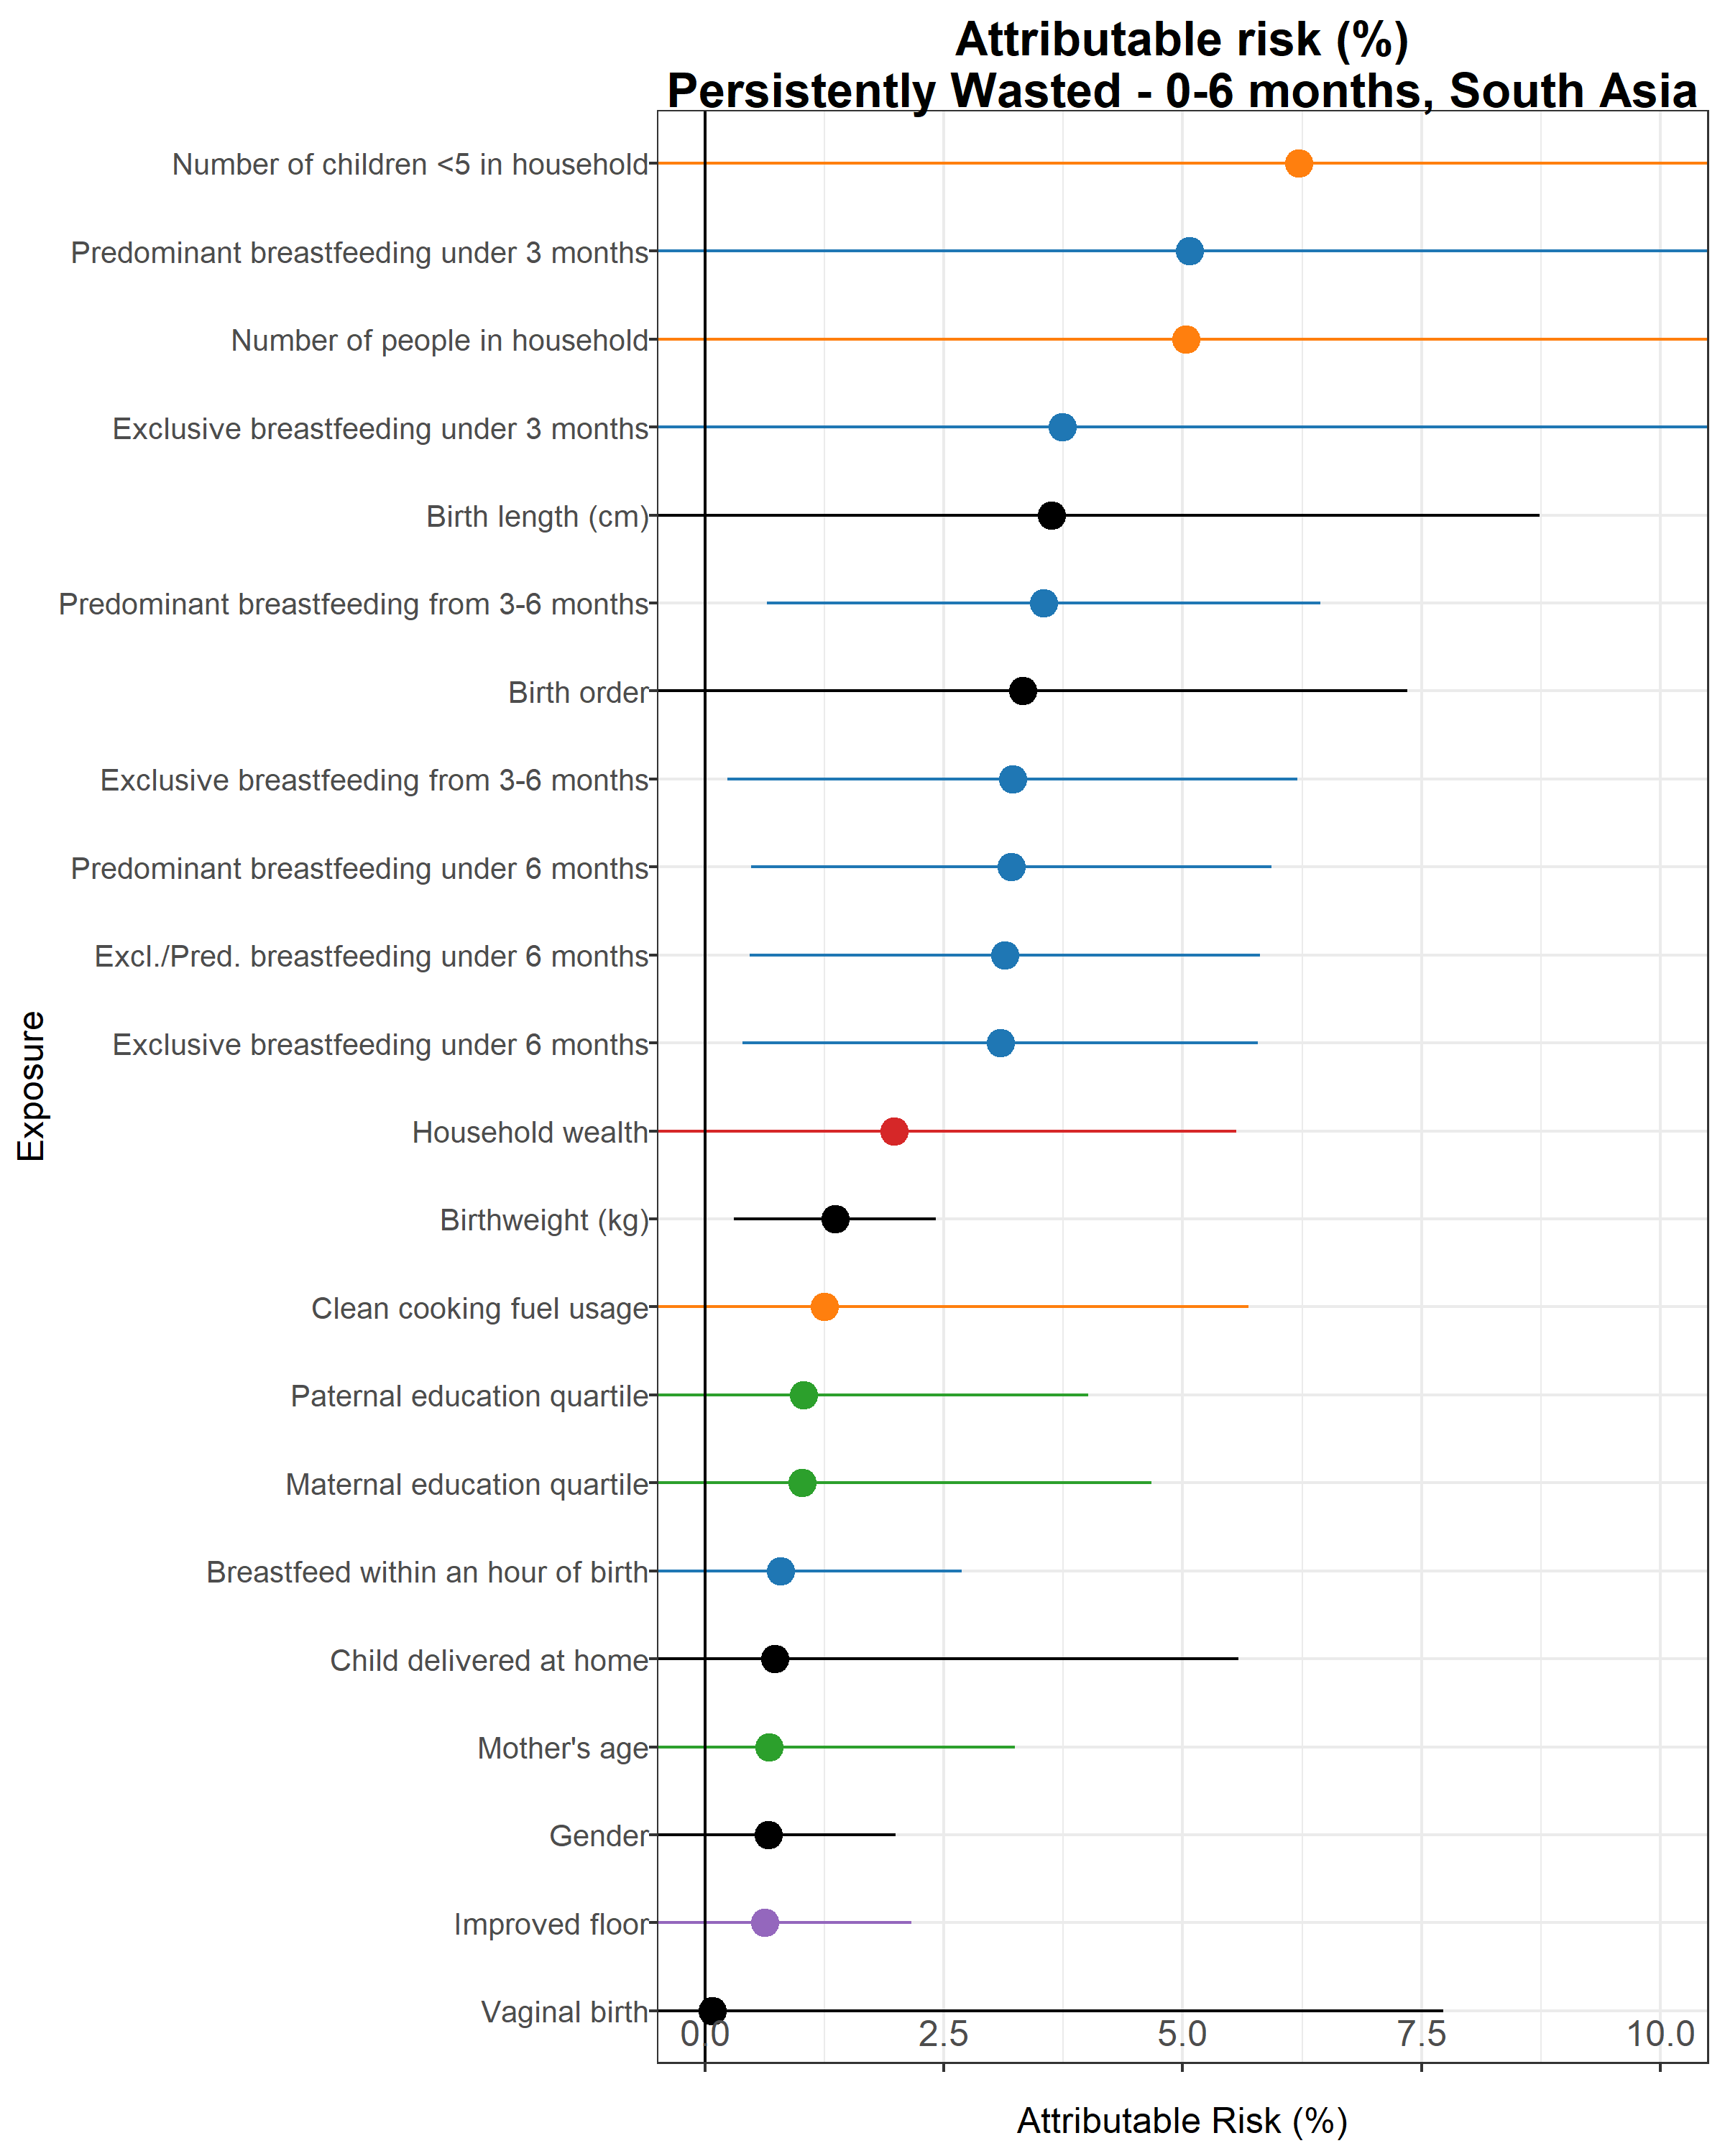 Attributable risk (%)
Persistently Wasted - 0-6 months, South Asia
Number of children <5 in household
Predominant breastfeeding under 3 months
Number of people in household
Exclusive breastfeeding under 3 months
Birth length (cm)
Predominant breastfeeding from 3-6 months
Birth order
Exclusive breastfeeding from 3-6 months
Predominant breastfeeding under 6 months
Excl./Pred. breastfeeding under 6 months
Exclusive breastfeeding under 6 months
Household wealth
Birthweight (kg)
Clean cooking fuel usage
Paternal education quartile
Maternal education quartile
Breastfeed within an hour of birth
Child delivered at home
Mother's age
Gender
Improved floor
Vaginal birth
Exposure
0.0 2.5 5.0 7.5 10.0
Attributable Risk (%)